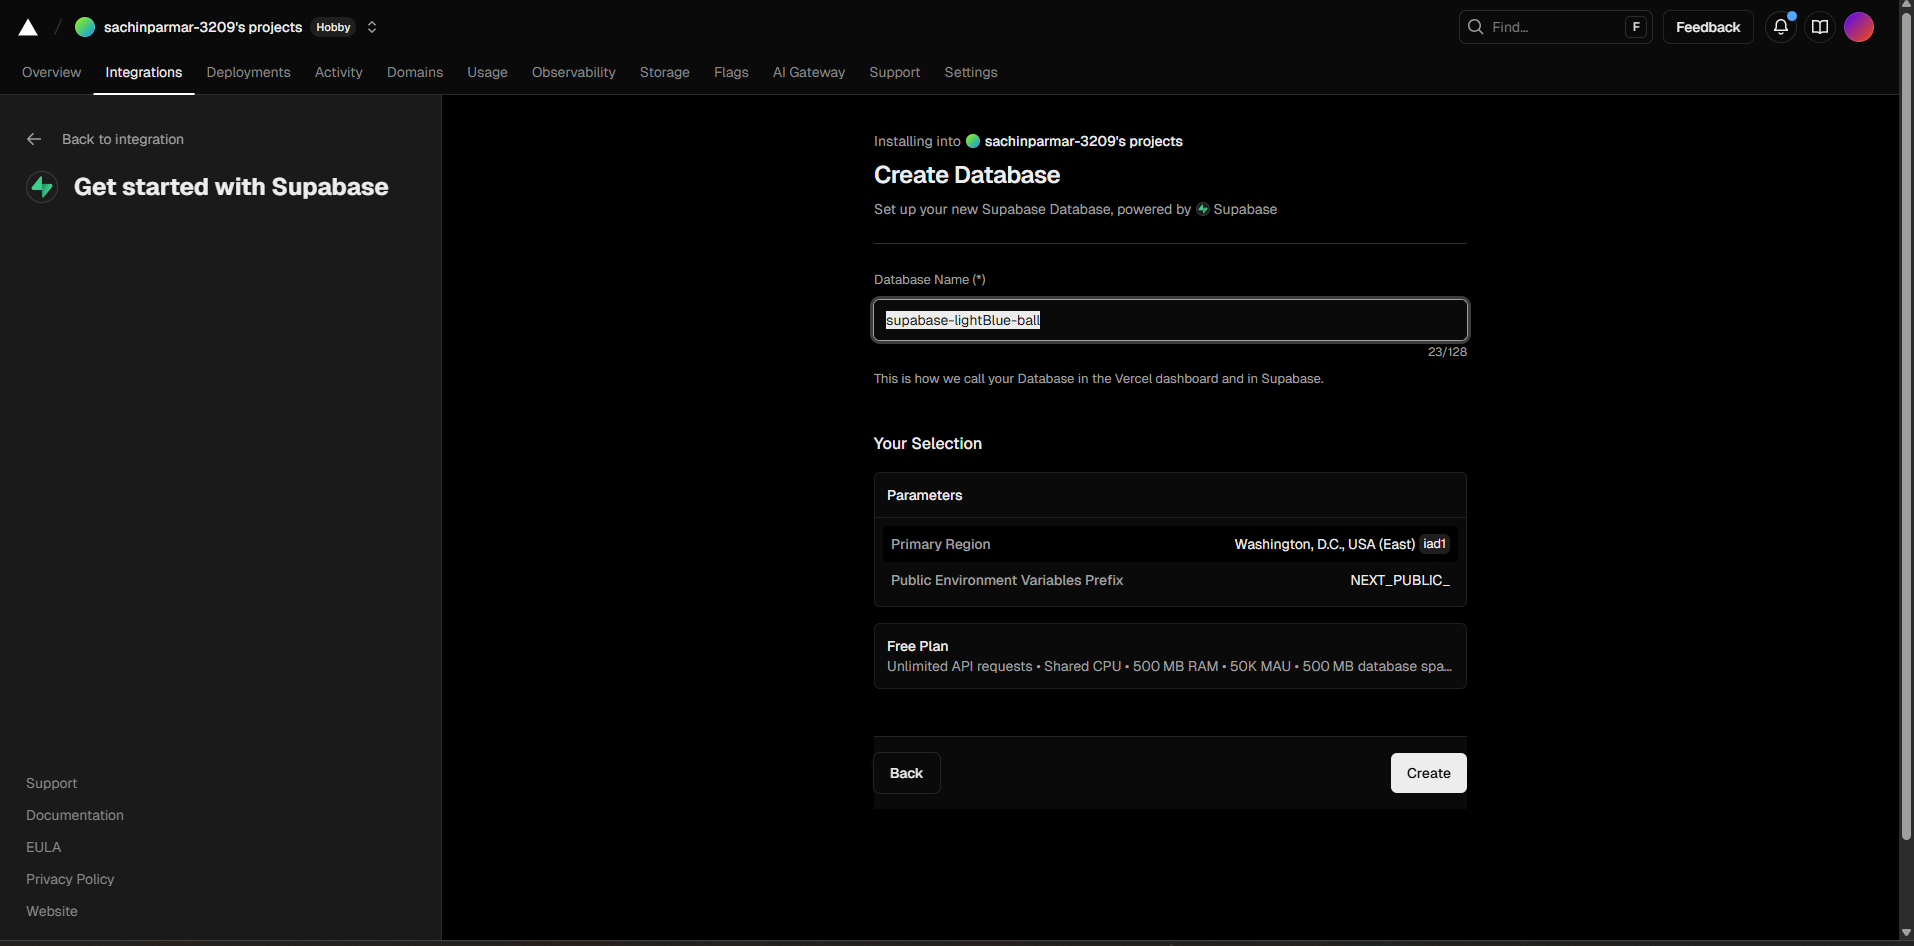 sachinparmar-3209's projects Hobby
Find... F
Feedback
Overview Integrations Deployments Activity Domains Usage Observability Storage Flags AI Gateway Support Settings
Back to integration
Get started with Supabase
Installing into sachinparmar-3209's projects
Create Database
Set up your new Supabase Database, powered by Supabase
Database Name (*)
supabase-lightBlue-ball
23/128
This is how we call your Database in the Vercel dashboard and in Supabase.
Your Selection
Parameters
Primary Region Washington, D.C., USA (East) iad1
Public Environment Variables Prefix NEXT_PUBLIC_
Free Plan
Unlimited API requests • Shared CPU • 500 MB RAM • 50K MAU • 500 MB database spa...
Back Create
Support
Documentation
EULA
Privacy Policy
Website